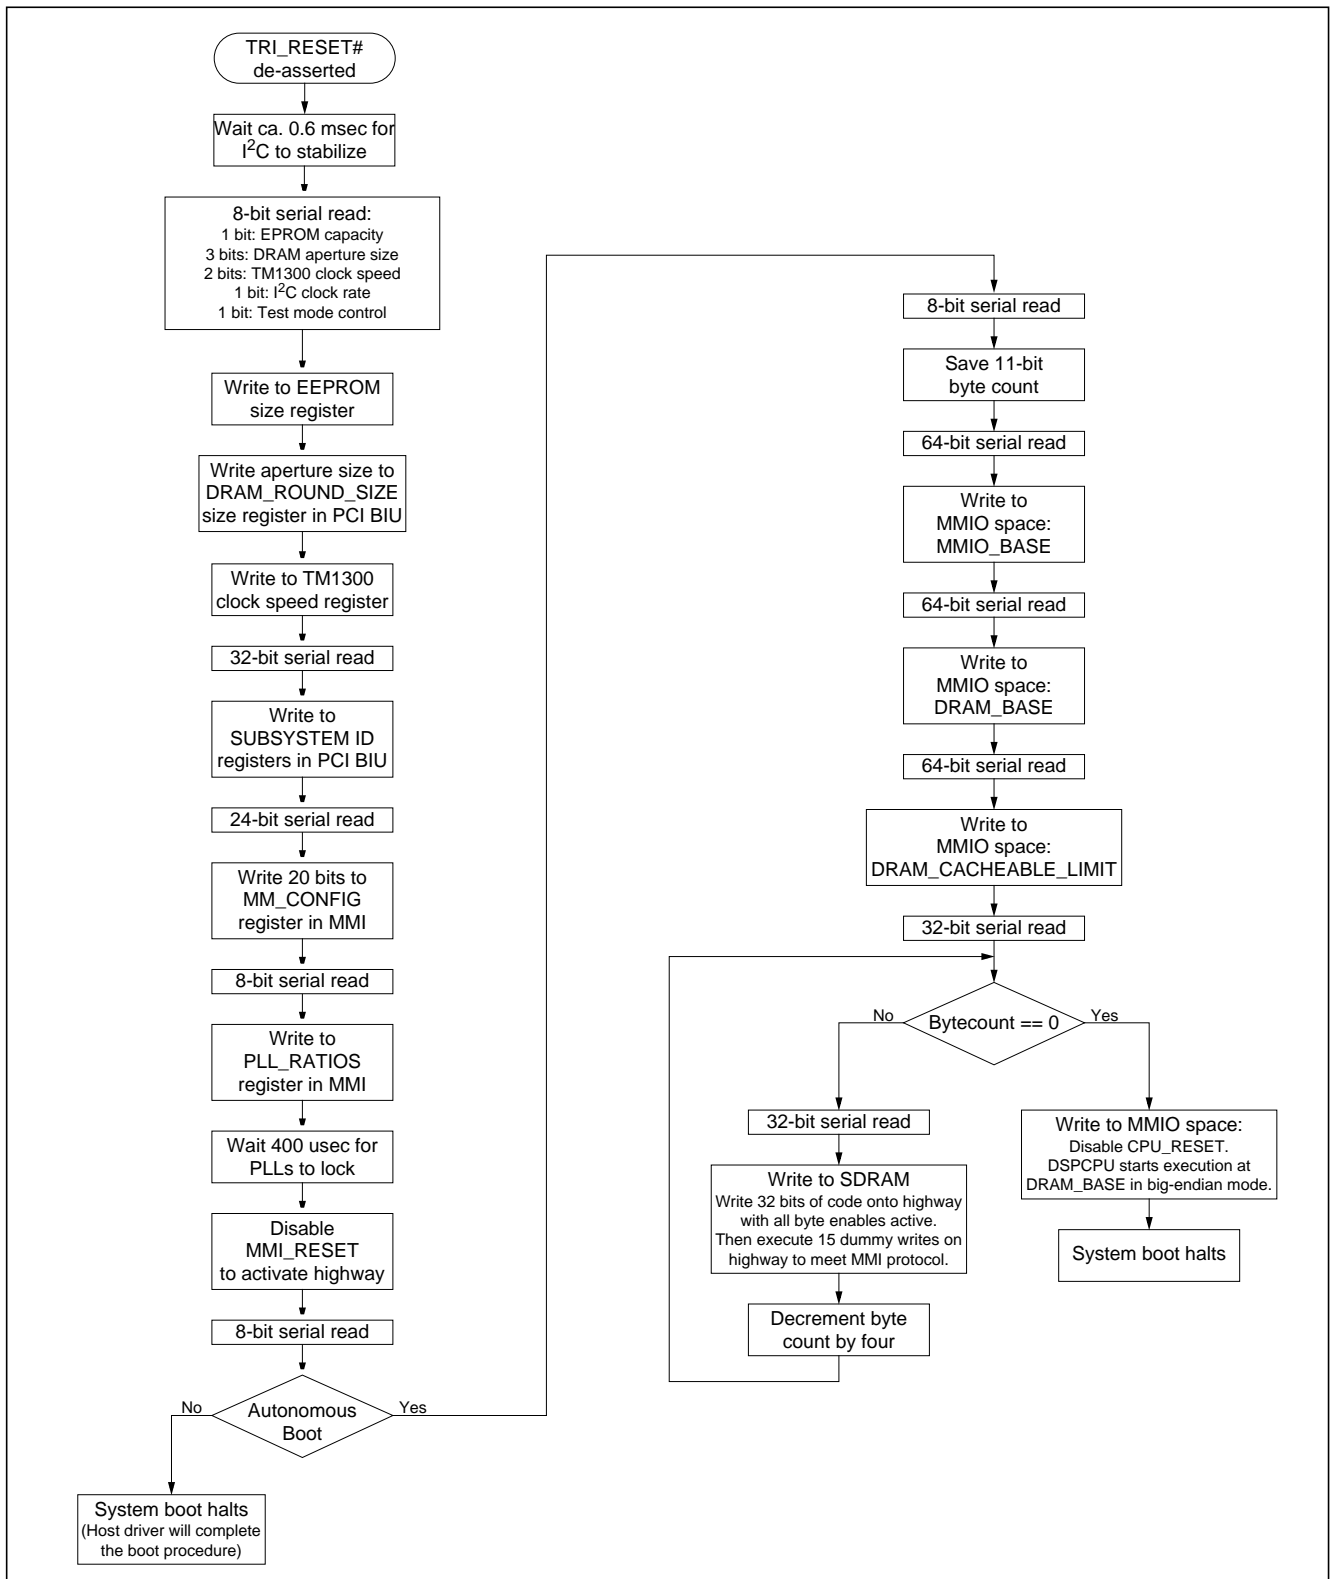 TRI_RESET#
de-asserted
Wait ca. 0.6 msec for
I²C to stabilize
8-bit serial read:
1 bit: EPROM capacity
3 bits: DRAM aperture size
2 bits: TM1300 clock speed
1 bit: I²C clock rate
1 bit: Test mode control
Write to EEPROM
size register
Write aperture size to
DRAM_ROUND_SIZE
size register in PCI BIU
Write to TM1300
clock speed register
32-bit serial read
Write to
SUBSYSTEM ID
registers in PCI BIU
24-bit serial read
Write 20 bits to
MM_CONFIG
register in MMI
8-bit serial read
Write to
PLL_RATIOS
register in MMI
Wait 400 usec for
PLLs to lock
Disable
MMI_RESET
to activate highway
8-bit serial read
Autonomous
Boot
No
Yes
System boot halts
(Host driver will complete
the boot procedure)
8-bit serial read
Save 11-bit
byte count
64-bit serial read
Write to
MMIO space:
MMIO_BASE
64-bit serial read
Write to
MMIO space:
DRAM_BASE
64-bit serial read
Write to
MMIO space:
DRAM_CACHEABLE_LIMIT
32-bit serial read
Bytecount == 0
No
Yes
32-bit serial read
Write to SDRAM
Write 32 bits of code onto highway
with all byte enables active.
Then execute 15 dummy writes on
highway to meet MMI protocol.
Decrement byte
count by four
Write to MMIO space:
Disable CPU_RESET.
DSPCPU starts execution at
DRAM_BASE in big-endian mode.
System boot halts